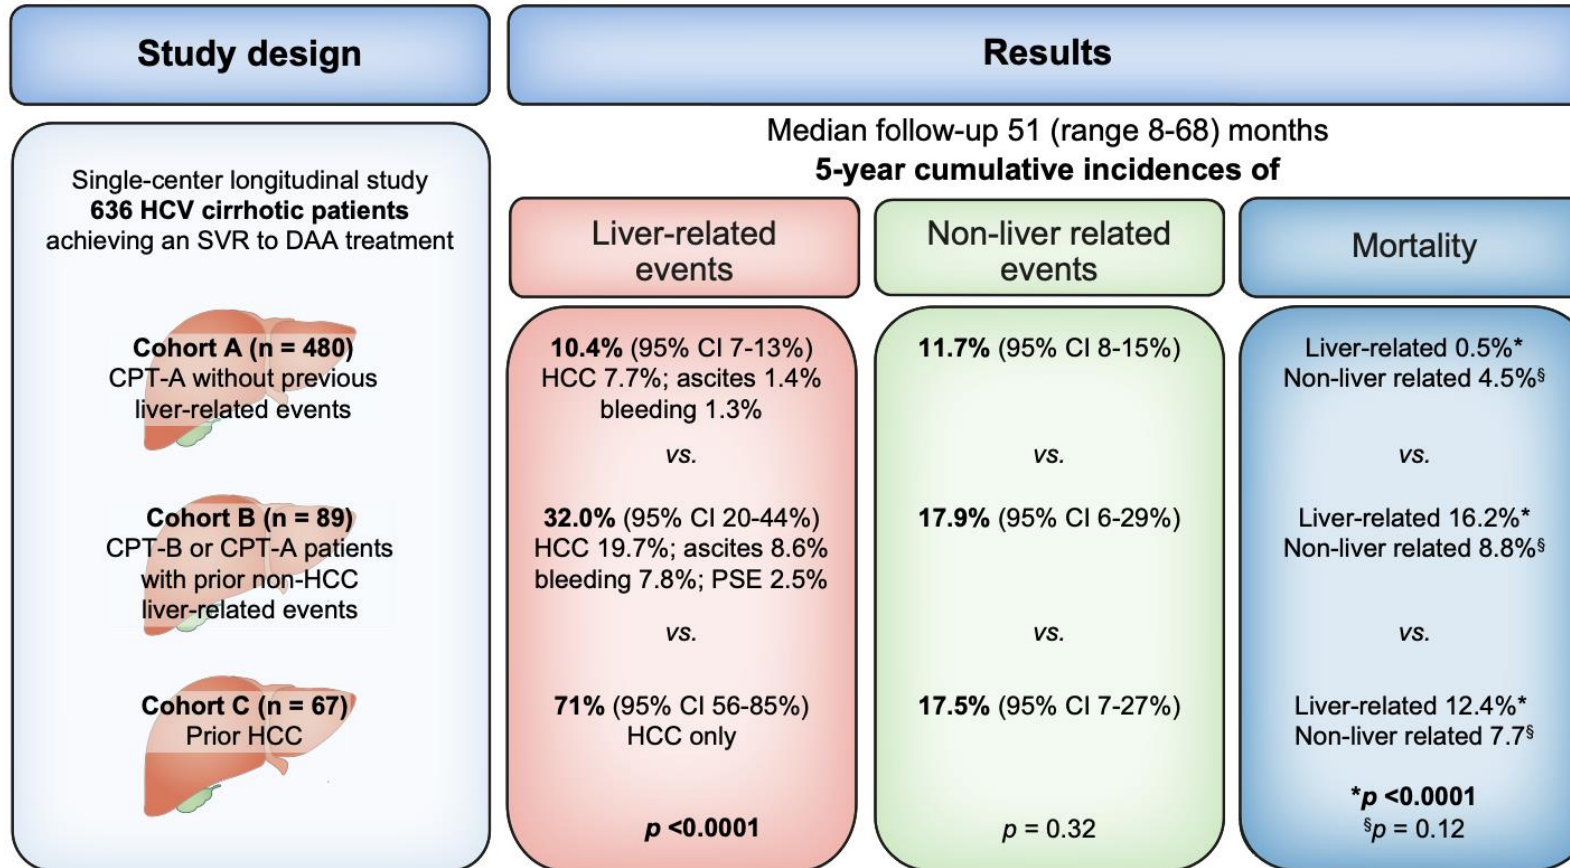 Study design
Single-center longitudinal study
636 HCV cirrhotic patients
achieving an SVR to DAA treatment
Cohort A (n = 480)
CPT-A without previous
liver-related events
Cohort B (n = 89)
CPT-B or CPT-A patients
with prior non-HCC
liver-related events
Cohort C (n = 67)
Prior HCC
Results
Median follow-up 51 (range 8-68) months
5-year cumulative incidences of
Liver-related
events
10.4% (95% CI 7-13%)
HCC 7.7%; ascites 1.4%
bleeding 1.3%
vs.
32.0% (95% CI 20-44%)
HCC 19.7%; ascites 8.6%
bleeding 7.8%; PSE 2.5%
vs.
71% (95% CI 56-85%)
HCC only
p <0.0001
Non-liver related
events
11.7% (95% CI 8-15%)
vs.
17.9% (95% CI 6-29%)
vs.
17.5% (95% CI 7-27%)
p = 0.32
Mortality
Liver-related 0.5%*
Non-liver related 4.5%§
vs.
Liver-related 16.2%*
Non-liver related 8.8%§
vs.
Liver-related 12.4%*
Non-liver related 7.7§
*p <0.0001
§p = 0.12